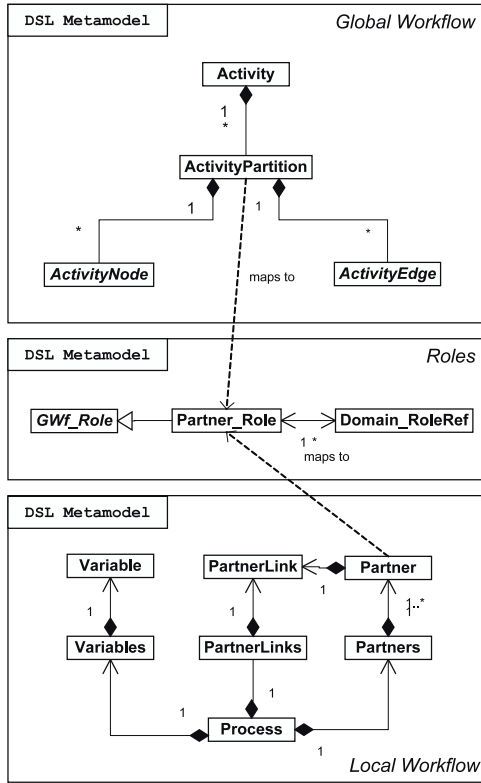 DSL Metamodel
Global Workflow
Activity
1
*
ActivityPartition
1
1
*
*
ActivityNode
ActivityEdge
maps to
DSL Metamodel
Roles
GWf_Role
Partner_Role
Domain_RoleRef
1 *
maps to
DSL Metamodel
Variable
PartnerLink
Partner
1
1
1
1..*
1
Variables
PartnerLinks
Partners
1
1
Process
1
Local Workflow